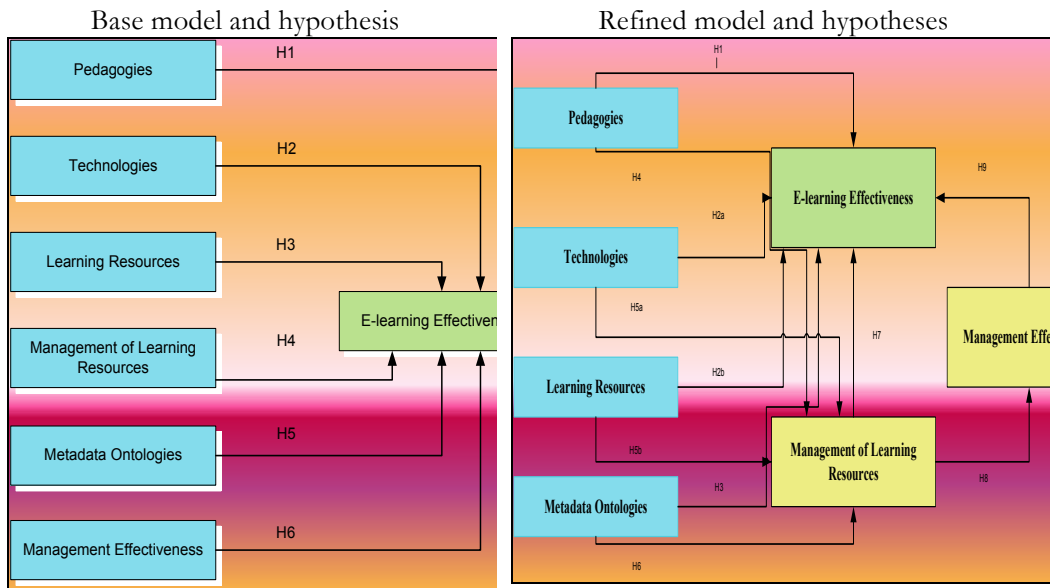 Base model and hypothesis
Pedagogies
H1
Technologies
H2
Learning Resources
H3
Management of Learning
Resources
H4
E-learning Effectiven
Metadata Ontologies
H5
Management Effectiveness
H6
Refined model and hypotheses
H1
Pedagogies
H4
E-learning Effectiveness
H9
H2a
Technologies
H5a
H7
Management Effec
Learning Resources
H2b
H5b
Management of Learning
Resources
H8
H3
Metadata Ontologies
H6